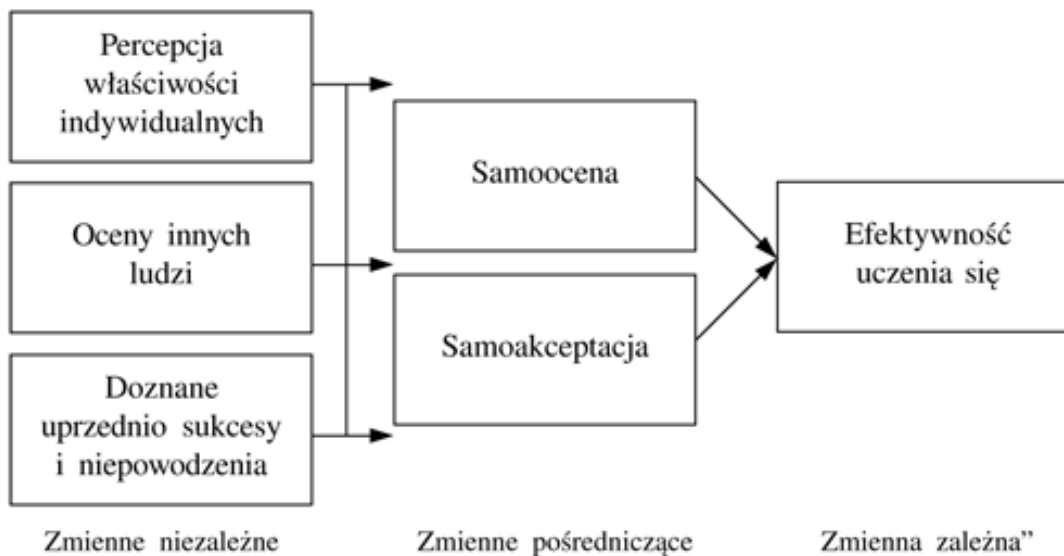 Percepcja
właściwości
indywidualnych
Oceny innych
ludzi
Doznane
uprzednio sukcesy
i niepowodzenia
Samoocena
Samoakceptacja
Efektywność
uczenia się
Zmienne niezależne
Zmienne pośredniczące
Zmienna zależna”